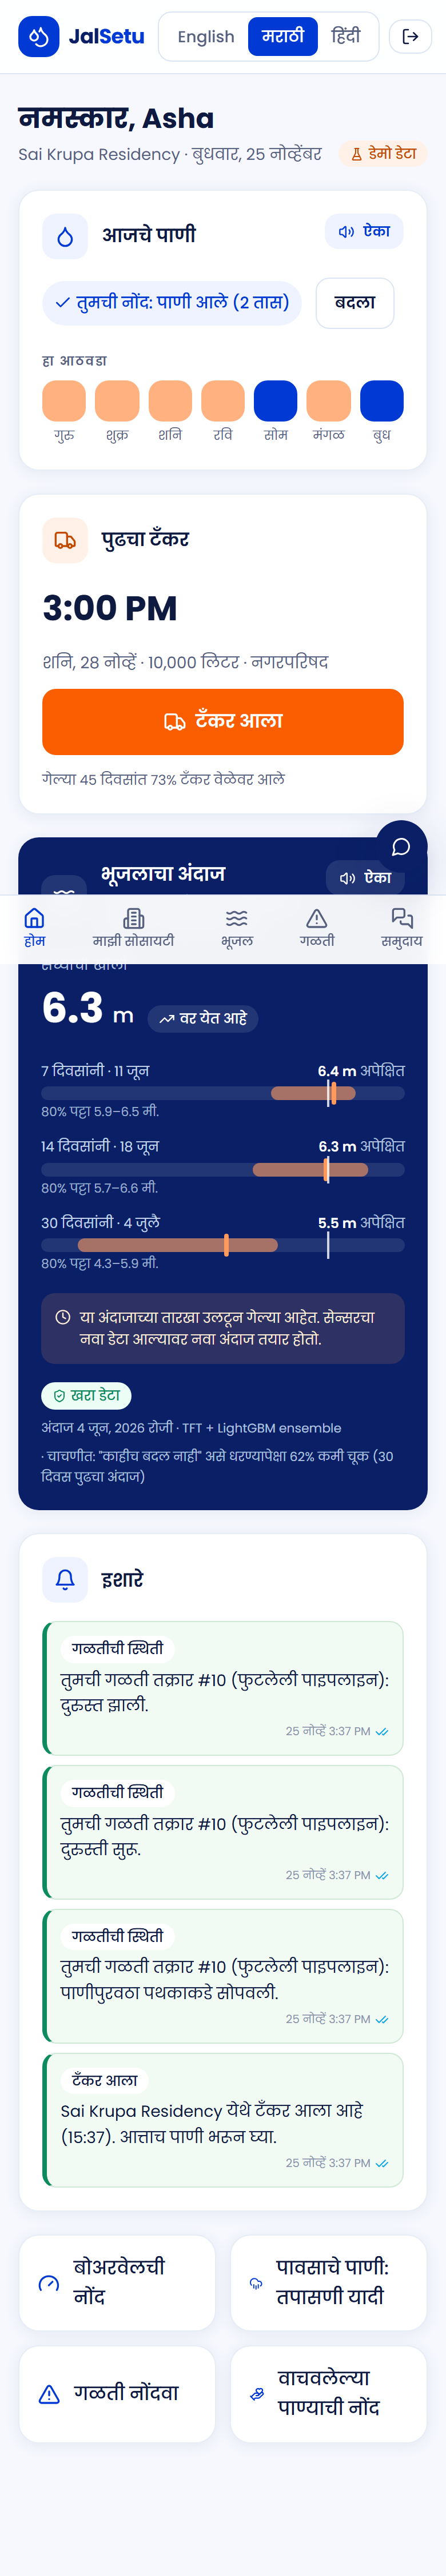 JalSetu
English
मराठी
हिंदी
नमस्कार, Asha
Sai Krupa Residency · बुधवार, 25 नोव्हेंबर
डेमो डेटा
आजचे पाणी
ऐका
तुमची नोंद: पाणी आले (2 तास)
बदला
हा आठवडा
गुरु शुक्र शनि रवि सोम मंगळ बुध
पुढचा टँकर
3:00 PM
शनि, 28 नोव्हें · 10,000 लिटर · नगरपरिषद
टँकर आला
गेल्या 45 दिवसांत 73% टँकर वेळेवर आले
भूजलाचा अंदाज
ऐका
होम
माझी सोसायटी
भूजल
गळती
समुदाय
6.3 m
वर येत आहे
7 दिवसांनी · 11 जून
6.4 m अपेक्षित
80% पट्टा 5.9–6.5 मी.
14 दिवसांनी · 18 जून
6.3 m अपेक्षित
80% पट्टा 5.7–6.6 मी.
30 दिवसांनी · 4 जुलै
5.5 m अपेक्षित
80% पट्टा 4.3–5.9 मी.
या अंदाजाच्या तारखा उलटून गेल्या आहेत. सेन्सरचा
नवा डेटा आल्यावर नवा अंदाज तयार होतो.
खरा डेटा
अंदाज 4 जून, 2026 रोजी · TFT + LightGBM ensemble
· चाचणीत: "काहीच बदल नाही" असे धरण्यापेक्षा 62% कमी चूक (30
दिवस पुढचा अंदाज)
इशारे
गळतीची स्थिती
तुमची गळती तक्रार #10 (फुटलेली पाइपलाइन):
दुरुस्त झाली.
25 नोव्हें 3:37 PM
गळतीची स्थिती
तुमची गळती तक्रार #10 (फुटलेली पाइपलाइन):
दुरुस्ती सुरू.
25 नोव्हें 3:37 PM
गळतीची स्थिती
तुमची गळती तक्रार #10 (फुटलेली पाइपलाइन):
पाणीपुरवठा पथकाकडे सोपवली.
25 नोव्हें 3:37 PM
टँकर आला
Sai Krupa Residency येथे टँकर आला आहे
(15:37). आत्ताच पाणी भरून घ्या.
25 नोव्हें 3:37 PM
बोअरवेलची
नोंद
पावसाचे पाणी:
तपासणी यादी
गळती नोंदवा
वाचवलेल्या
पाण्याची नोंद